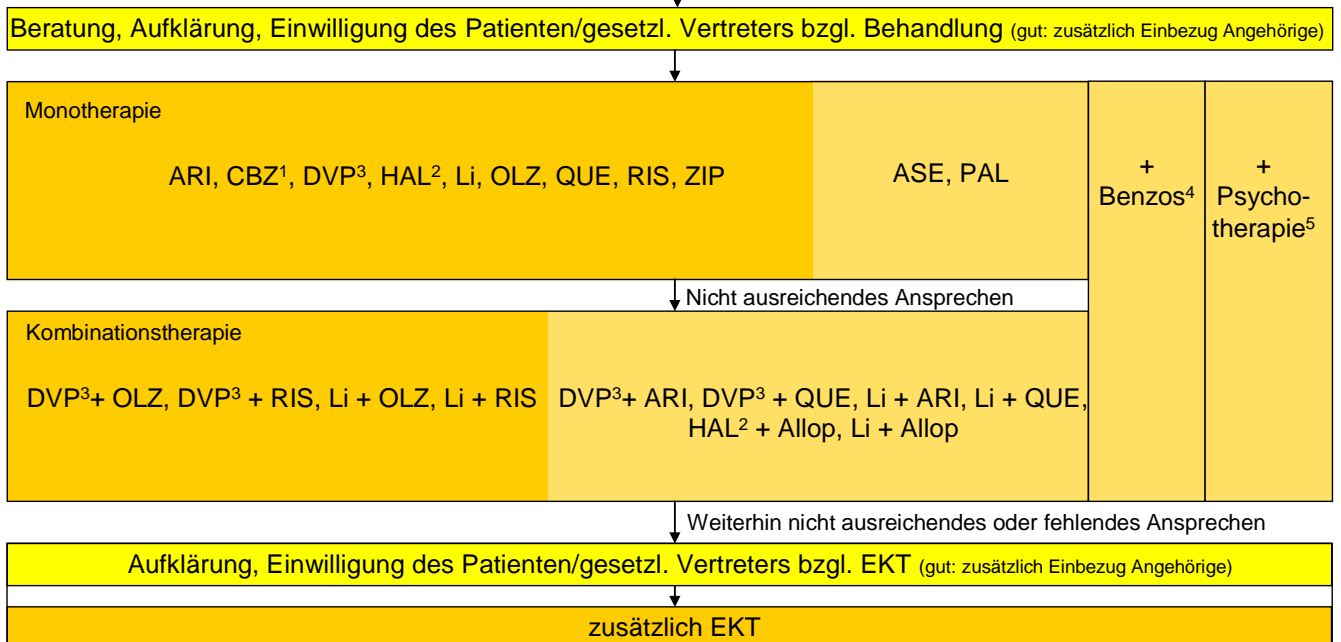 Beratung, Aufklärung, Einwilligung des Patienten/gesetzl. Vertreters bzgl. Behandlung (gut: zusätzlich Einbezug Angehörige)
Monotherapie
ARI, CBZ¹, DVP³, HAL², Li, OLZ, QUE, RIS, ZIP
ASE, PAL
+
Benzos⁴
+
Psycho-
therapie⁵
Nicht ausreichendes Ansprechen
Kombinationstherapie
DVP³+ OLZ, DVP³ + RIS, Li + OLZ, Li + RIS
DVP³+ ARI, DVP³ + QUE, Li + ARI, Li + QUE,
HAL² + Allop, Li + Allop
Weiterhin nicht ausreichendes oder fehlendes Ansprechen
Aufklärung, Einwilligung des Patienten/gesetzl. Vertreters bzgl. EKT (gut: zusätzlich Einbezug Angehörige)
zusätzlich EKT